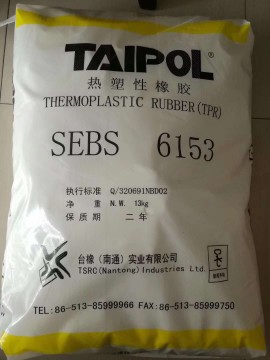 TAIPOL®
热塑性橡胶
THERMOPLASTIC RUBBER(TPR)
SEBS 6153
执行标准 Q/320691NBD02
净 重 N.W. 13kg
保 质 期 二 年
台橡（南通）实业有限公司
TSRC(Nantong)Industries Ltd.
TEL:86-513-85999966 FAX:86-513-85999750